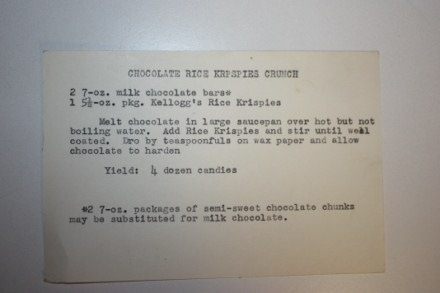 CHOCOLATE RICE KRPSPIES CRUNCH
2 7-oz. milk chocolate bars*
1 5½-oz. pkg. Kellogg's Rice Krispies
Melt chocolate in large saucepan over hot but not
boiling water. Add Rice Krispies and stir until well
coated. Dro by teaspoonfuls on wax paper and allow
chocolate to harden
Yield: 4 dozen candies
*2 7-oz. packages of semi-sweet chocolate chunks
may be substituted for milk chocolate.